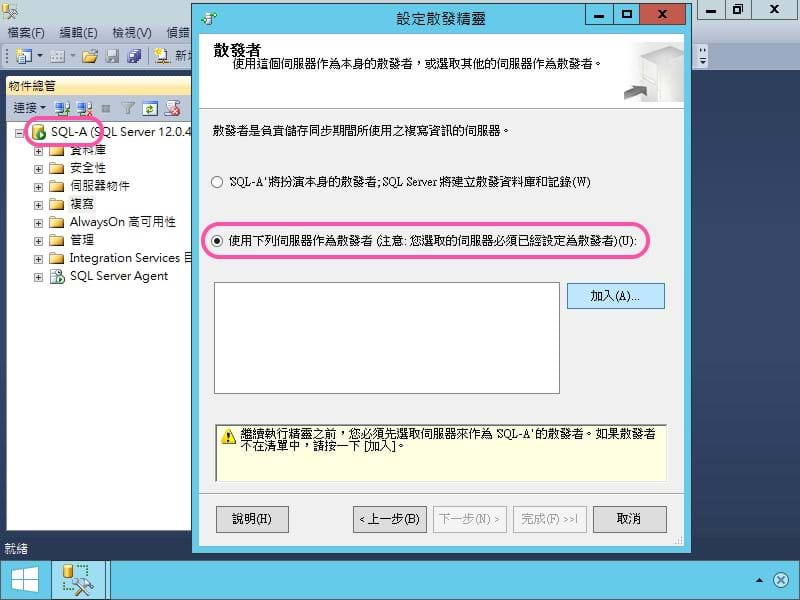 設定散發精靈
檔案(F) 編輯(E) 檢視(V) 偵錯
新
物件總管
連接
SQL-A (SQL Server 12.0.4
資料庫
安全性
伺服器物件
複寫
AlwaysOn 高可用性
管理
Integration Services 目
SQL Server Agent
就緒
散發者
使用這個伺服器作為本身的散發者，或選取其他的伺服器作為散發者。
散發者是負責儲存同步期間所使用之複寫資訊的伺服器。
'SQL-A' 將扮演本身的散發者; SQL Server 將建立散發資料庫和記錄(W)
使用下列伺服器作為散發者 (注意: 您選取的伺服器必須已經設定為散發者)(U):
加入(A)...
繼續執行精靈之前，您必須先選取伺服器來作為 'SQL-A' 的散發者。如果散發者
不在清單中，請按一下 [加入]。
說明(H)
< 上一步(B)
下一步(N) >
完成(F) >>|
取消